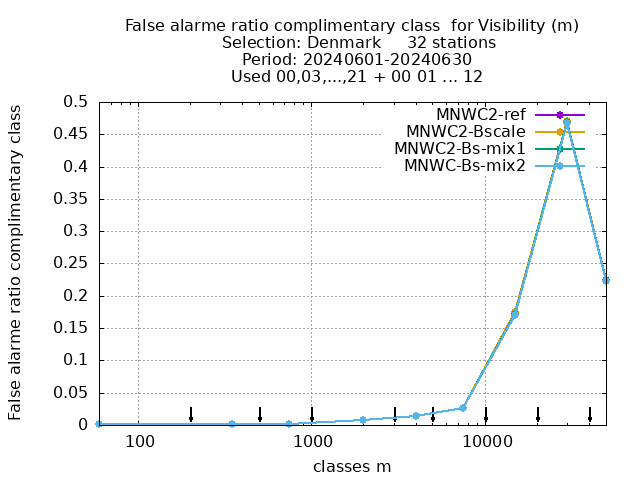 False alarme ratio complimentary class  for Visibility (m)
Selection: Denmark     32 stations
Period: 20240601-20240630
Used 00,03,...,21 + 00 01 ... 12
False alarme ratio complimentary class
0.5
0.45
0.4
0.35
0.3
0.25
0.2
0.15
0.1
0.05
0
MNWC2-ref
MNWC2-Bscale
MNWC2-Bs-mix1
MNWC-Bs-mix2
100 1000 10000
classes m